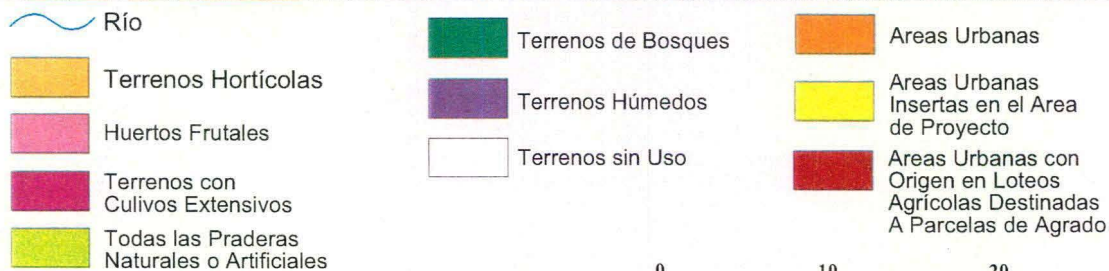 Río
Terrenos Hortícolas
Huertos Frutales
Terrenos con
Culivos Extensivos
Todas las Praderas
Naturales o Artificiales
Terrenos de Bosques
Terrenos Húmedos
Terrenos sin Uso
Areas Urbanas
Areas Urbanas
Insertas en el Area
de Proyecto
Areas Urbanas con
Origen en Loteos
Agrícolas Destinadas
A Parcelas de Agrado
0 10 20